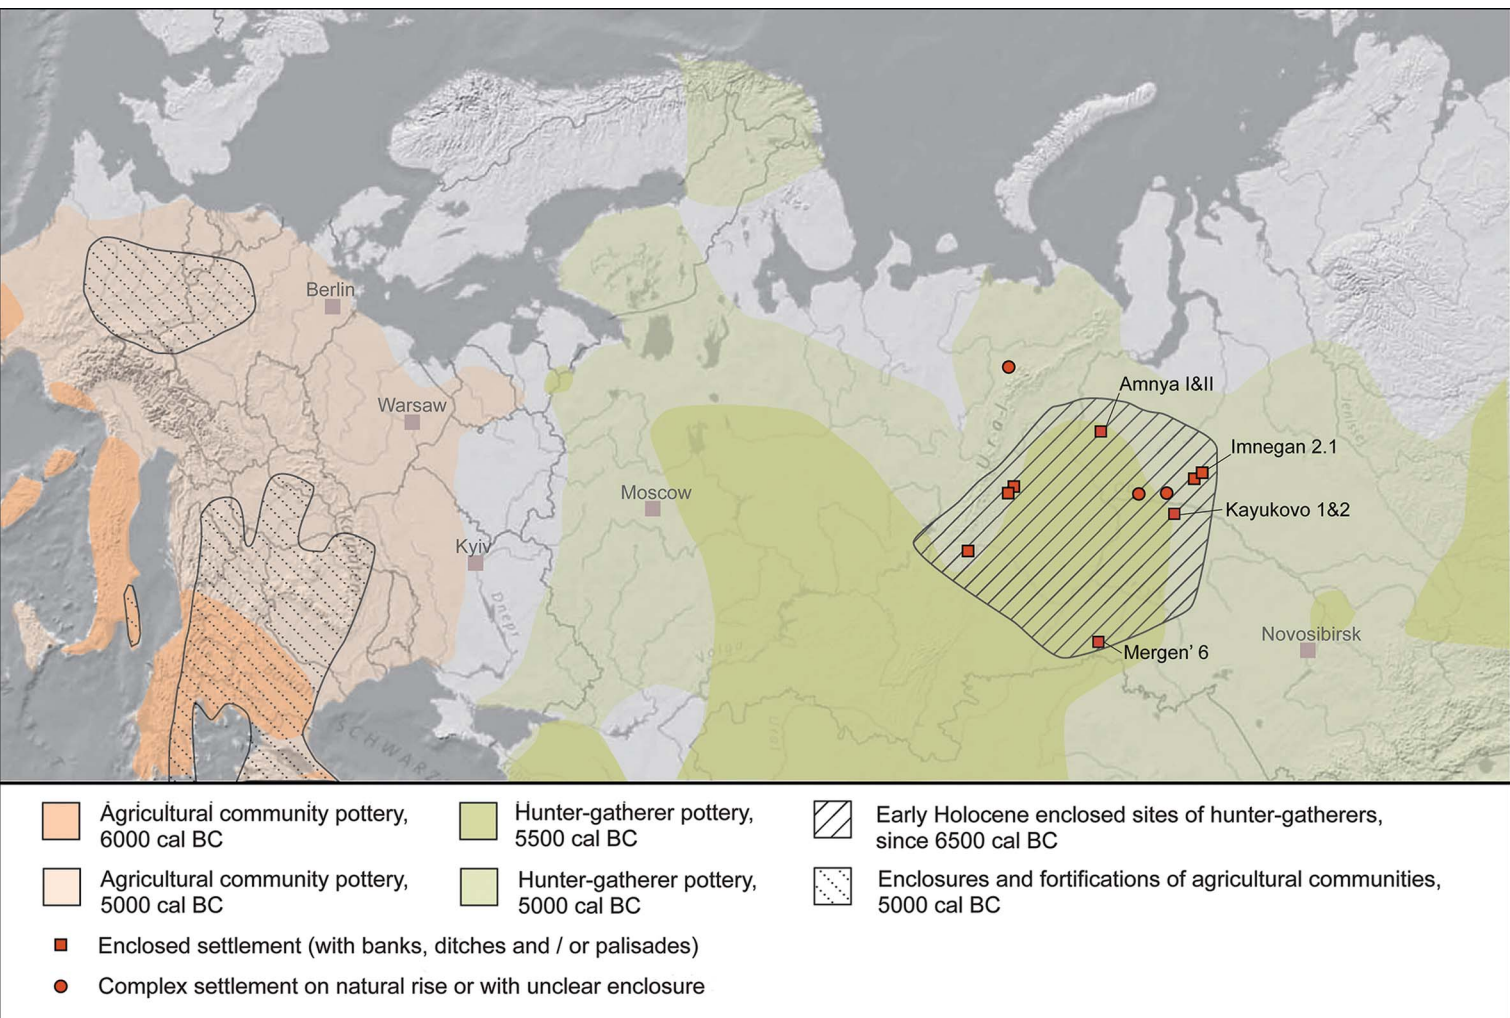 Berlin
Amnya I&II
Warsaw
Ural
Jenissei
Imnegan 2.1
Moscow
Kayukovo 1&2
Kyiv
Dnepr
Novosibirsk
Volga
Mergen’ 6
Ural
SCHWARZ
Agricultural community pottery,
6000 cal BC
Hunter-gatherer pottery,
5500 cal BC
Early Holocene enclosed sites of hunter-gatherers,
since 6500 cal BC
Agricultural community pottery,
5000 cal BC
Hunter-gatherer pottery,
5000 cal BC
Enclosures and fortifications of agricultural communities,
5000 cal BC
Enclosed settlement (with banks, ditches and / or palisades)
Complex settlement on natural rise or with unclear enclosure